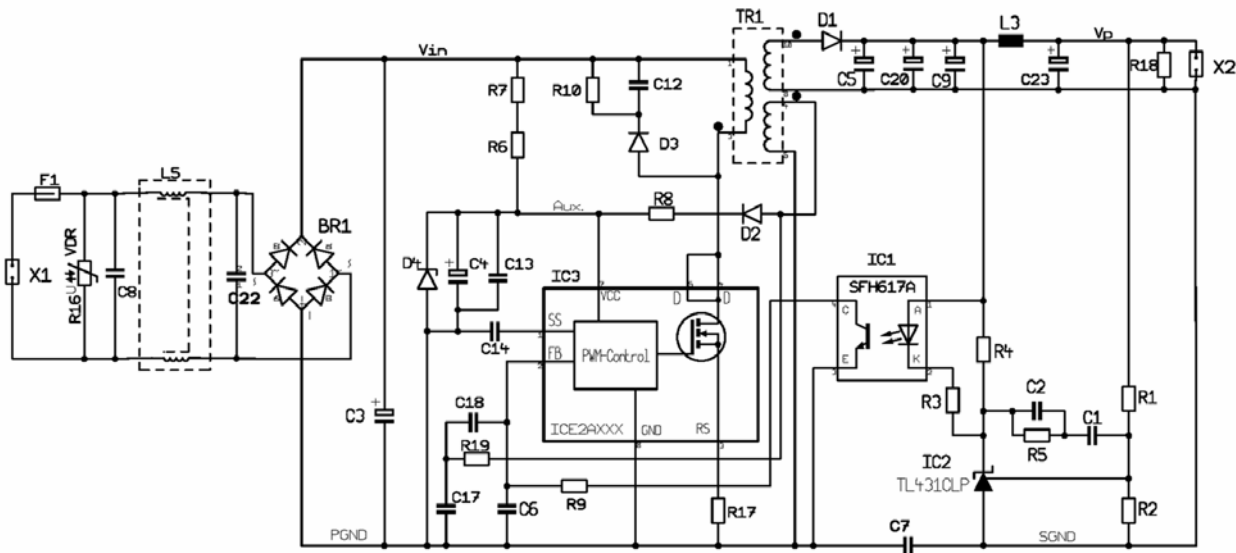 TR1
D1
L3
Vin
Vp
C5
C20
C9
C23
R18
X2
R7
R10
C12
R6
D3
F1
L5
BR1
Aux.
R8
D2
X1
R16
VDR
U
C8
C22
D4
C4
C13
IC3
VCC
D
D
IC1
SFH617A
C
A
E
K
SS
FB
C14
PWM-Control
R4
R3
C2
C1
R1
R5
C3
C18
ICE2AXXX
GND
RS
R19
IC2
TL431CLP
C17
C6
R9
R17
R2
C7
PGND
SGND